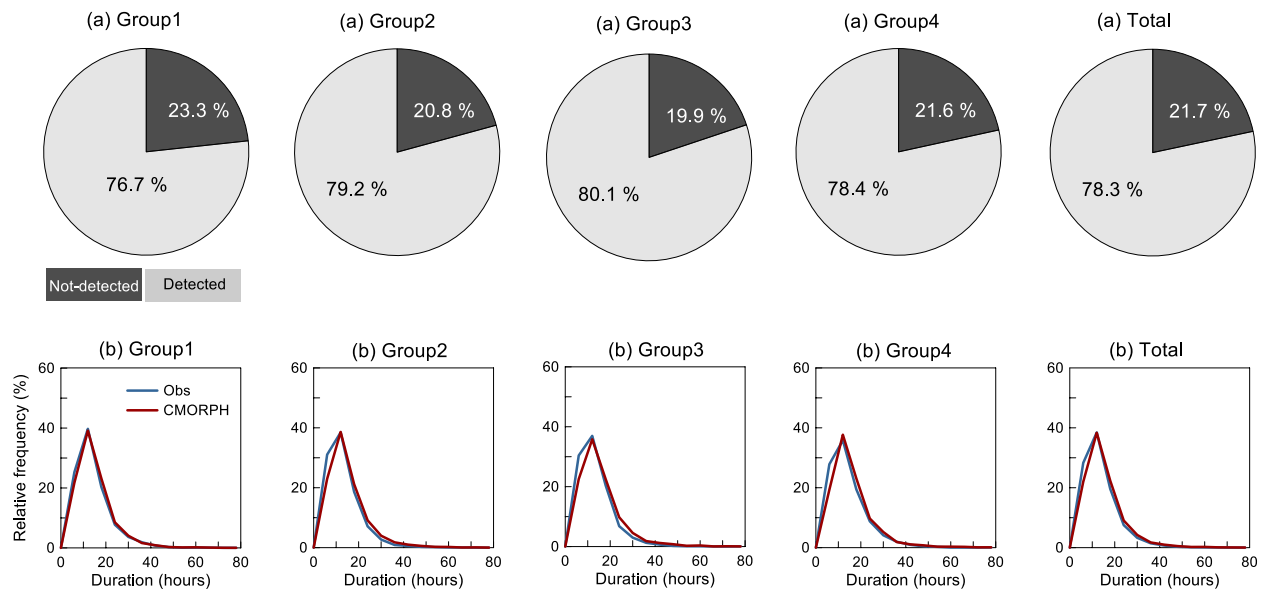 (a) Group1
(a) Group2
(a) Group3
(a) Group4
(a) Total
23.3 %
76.7 %
20.8 %
79.2 %
19.9 %
80.1 %
21.6 %
78.4 %
21.7 %
78.3 %
Not-detected
Detected
(b) Group1
(b) Group2
(b) Group3
(b) Group4
(b) Total
Relative frequency (%)
60
40
20
0
Obs
CMORPH
0 20 40 60 80
Duration (hours)
60
40
20
0
0 20 40 60 80
Duration (hours)
60
40
20
0
0 20 40 60 80
Duration (hours)
60
40
20
0
0 20 40 60 80
Duration (hours)
60
40
20
0
0 20 40 60 80
Duration (hours)